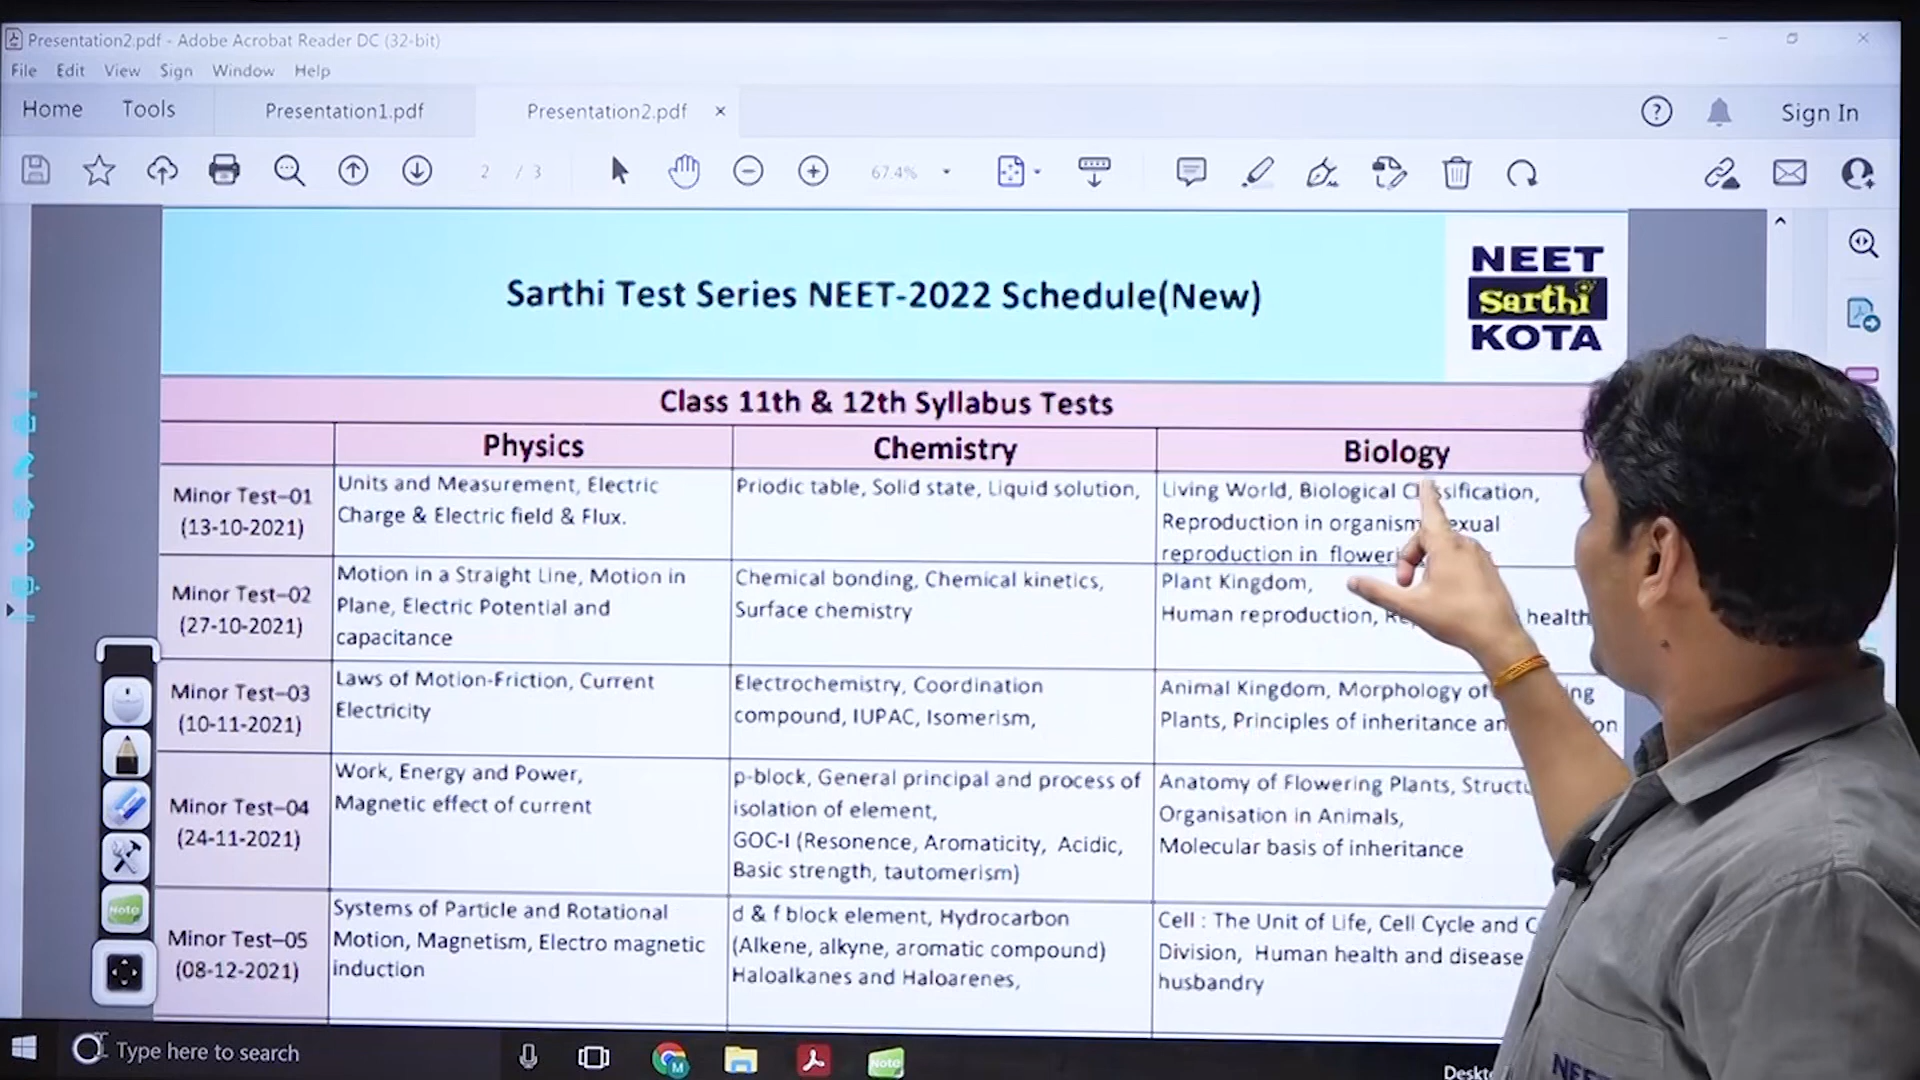 Presentation2.pdf - Adobe Acrobat Reader DC (32-bit)
File Edit View Sign Window Help
Home Tools Presentation1.pdf Presentation2.pdf × ? Sign In
2 / 3 67.4%
Sarthi Test Series NEET-2022 Schedule(New)
NEET
sarthi
KOTA
Class 11th & 12th Syllabus Tests
Physics Chemistry Biology
Minor Test–01
(13-10-2021)
Units and Measurement, Electric
Charge & Electric field & Flux.
Priodic table, Solid state, Liquid solution,
Living World, Biological
Reproduction in
reproduction in
Minor Test–02
(27-10-2021)
Motion in a Straight Line, Motion in
Plane, Electric Potential and
capacitance
Chemical bonding, Chemical kinetics,
Surface chemistry
Plant Kingdom,
Human reproduction, health
Minor Test–03
(10-11-2021)
Laws of Motion-Friction, Current
Electricity
Electrochemistry, Coordination
compound, IUPAC, Isomerism,
Animal Kingdom, Morphology of
Plants, Principles of inheritance
Minor Test–04
(24-11-2021)
Work, Energy and Power,
Magnetic effect of current
p-block, General principal and process of
isolation of element,
GOC-I (Resonence, Aromaticity, Acidic,
Basic strength, tautomerism)
Anatomy of Flowering Plants,
Organisation in Animals,
Molecular basis of inheritance
Minor Test–05
(08-12-2021)
Systems of Particle and Rotational
Motion, Magnetism, Electro magnetic
induction
d & f block element, Hydrocarbon
(Alkene, alkyne, aromatic compound)
Haloalkanes and Haloarenes,
Cell : The Unit of Life, Cell Cycle and
Division, Human health and disease
husbandry
Note
Type here to search
M
Note